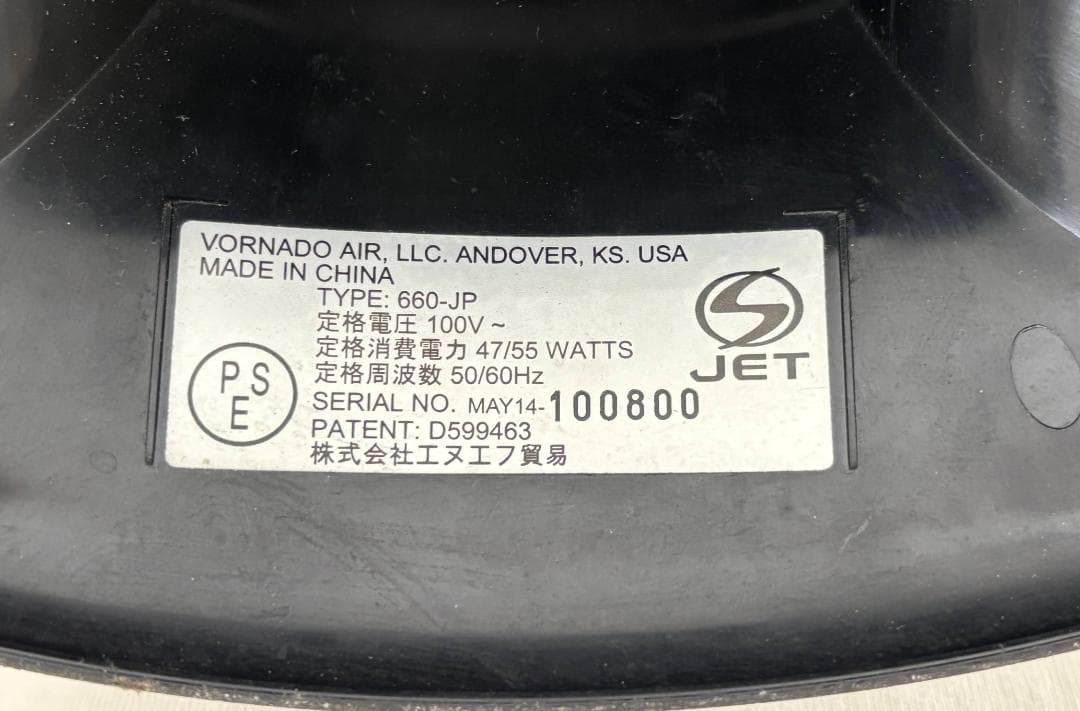 VORNADO AIR, LLC. ANDOVER, KS. USA
MADE IN CHINA
TYPE: 660-JP
定格電圧 100V ~
定格消費電力 47/55 WATTS
定格周波数 50/60Hz
SERIAL NO. MAY14-100800
PATENT: D599463
株式会社エヌエフ貿易
PS
E
JET